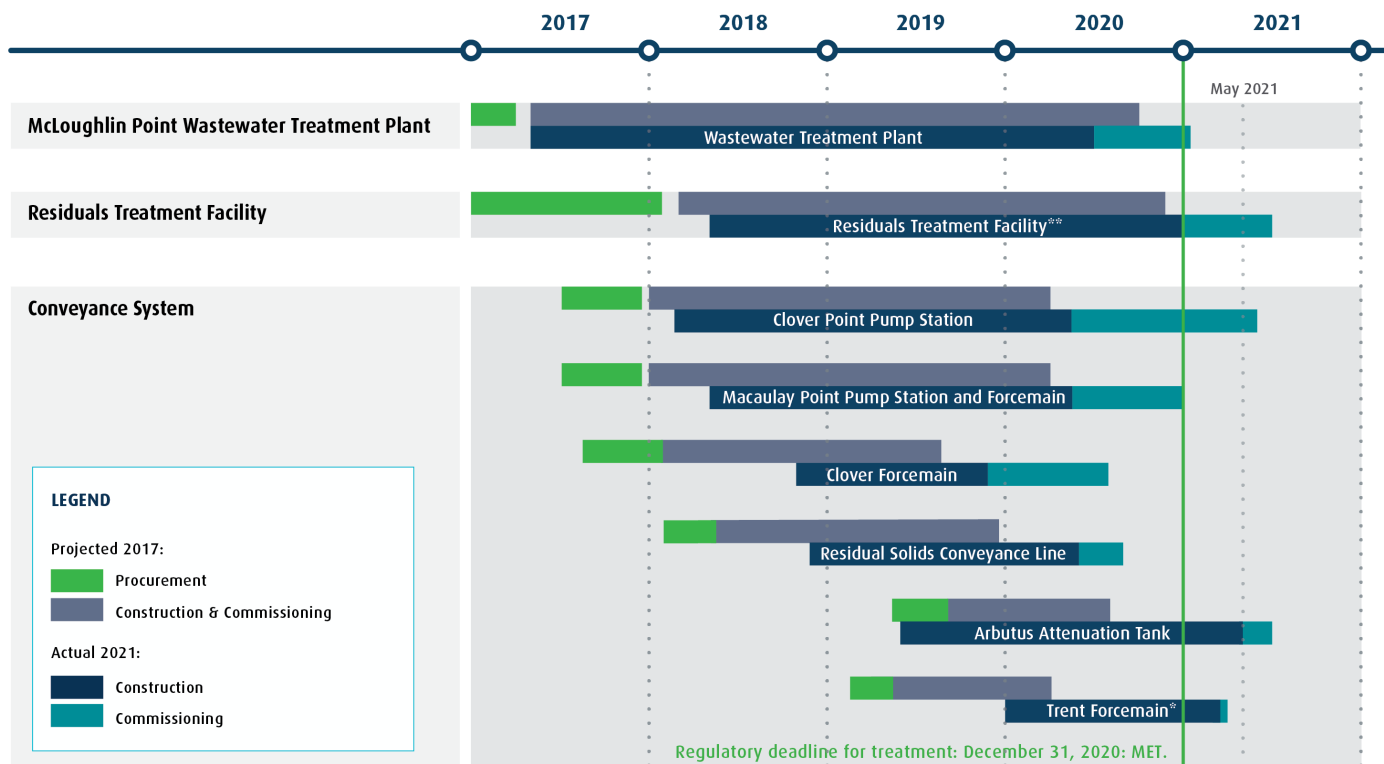 2017 2018 2019 2020 2021
May 2021
McLoughlin Point Wastewater Treatment Plant
Wastewater Treatment Plant
Residuals Treatment Facility
Residuals Treatment Facility**
Conveyance System
Clover Point Pump Station
Macaulay Point Pump Station and Forcemain
Clover Forcemain
Residual Solids Conveyance Line
Arbutus Attenuation Tank
Trent Forcemain*
Regulatory deadline for treatment: December 31, 2020: MET.
LEGEND
Projected 2017:
Procurement
Construction & Commissioning
Actual 2021:
Construction
Commissioning